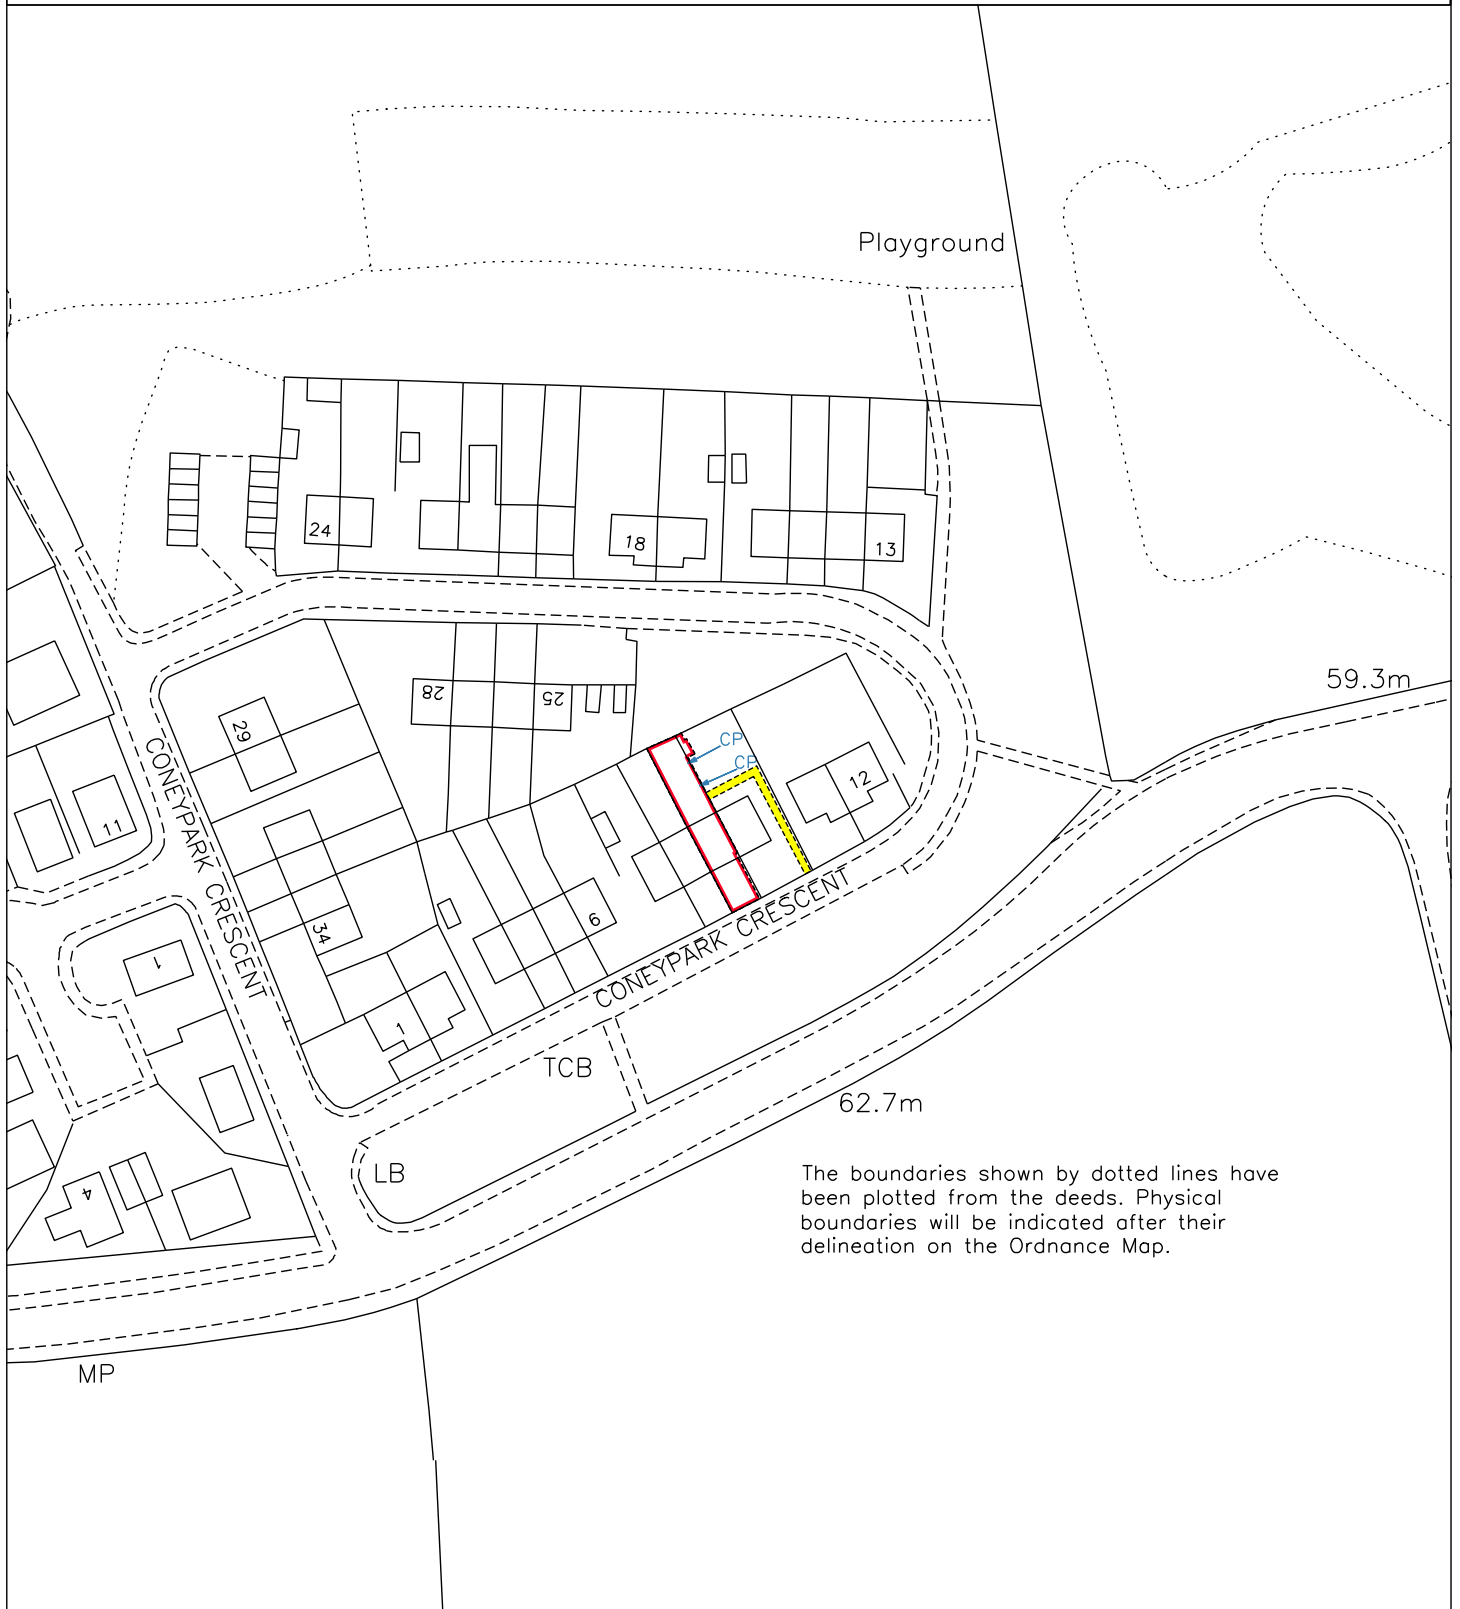 Playground
24
18
13
59.3m
28
25
29
CP
CP
12
11
CONEYPARK CRESCENT
34
6
1
CONEYPARK CRESCENT
1
TCB
62.7m
LB
4
The boundaries shown by dotted lines have
been plotted from the deeds. Physical
boundaries will be indicated after their
delineation on the Ordnance Map.
MP